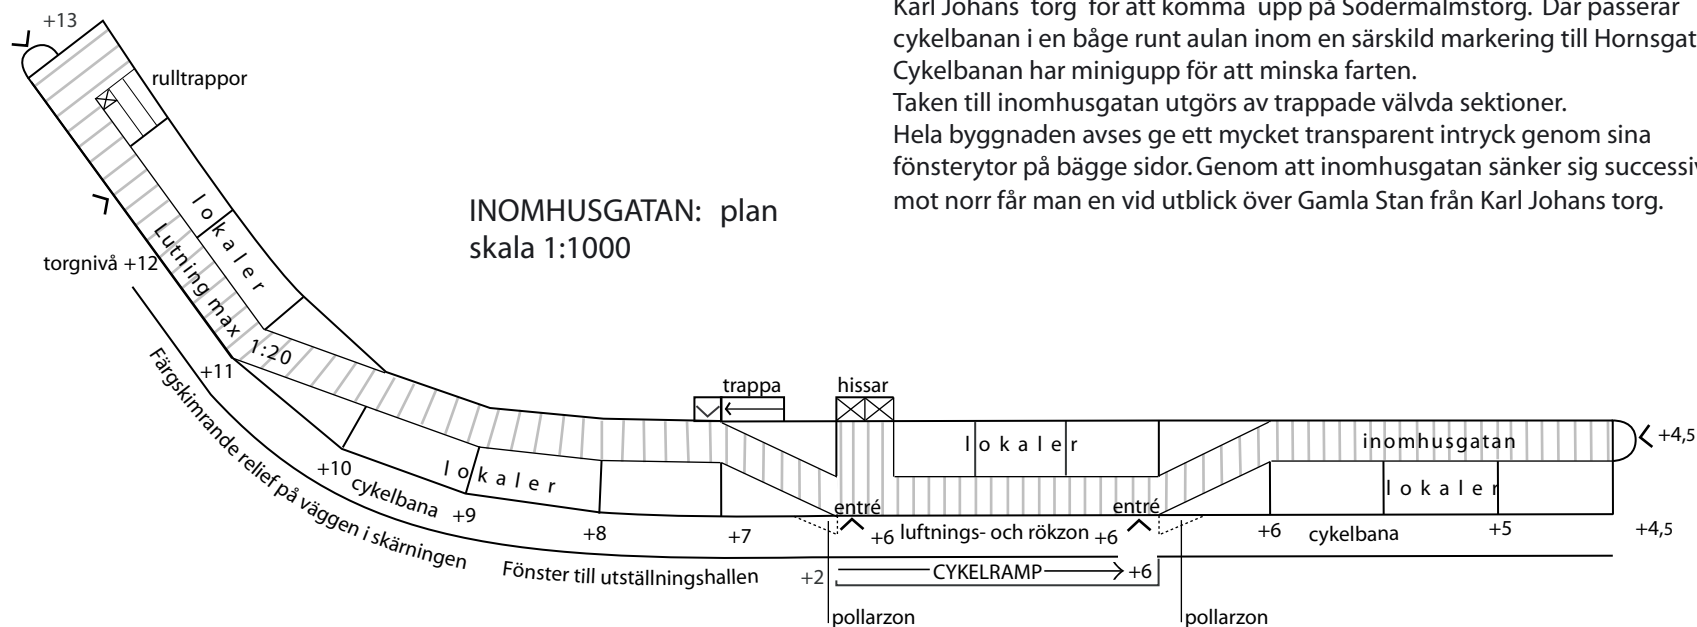 Karl Johans torg för att komma upp på Södermalmstorg. Där passerar
cykelbanan i en båge runt aulan inom en särskild markering till Hornsgat
Cykelbanan har minigupp för att minska farten.
Taken till inomhusgatan utgörs av trappade välvda sektioner.
Hela byggnaden avses ge ett mycket transparent intryck genom sina
fönsterytor på bägge sidor. Genom att inomhusgatan sänker sig successiv
mot norr får man en vid utblick över Gamla Stan från Karl Johans torg.
INOMHUSGATAN: plan
skala 1:1000
+13
rulltrappor
lokaler
Lutning max 1:20
torgnivå +12
+11
Färgskimrande relief på väggen i skärningen
+10
cykelbana
+9
lokaler
+8
+7
trappa
hissar
lokaler
inomhusgatan
+4,5
lokaler
entré
entré
+6
luftnings- och rökzon
+6
+6
cykelbana
+5
+4,5
Fönster till utställningshallen
+2
CYKELRAMP
+6
pollarzon
pollarzon